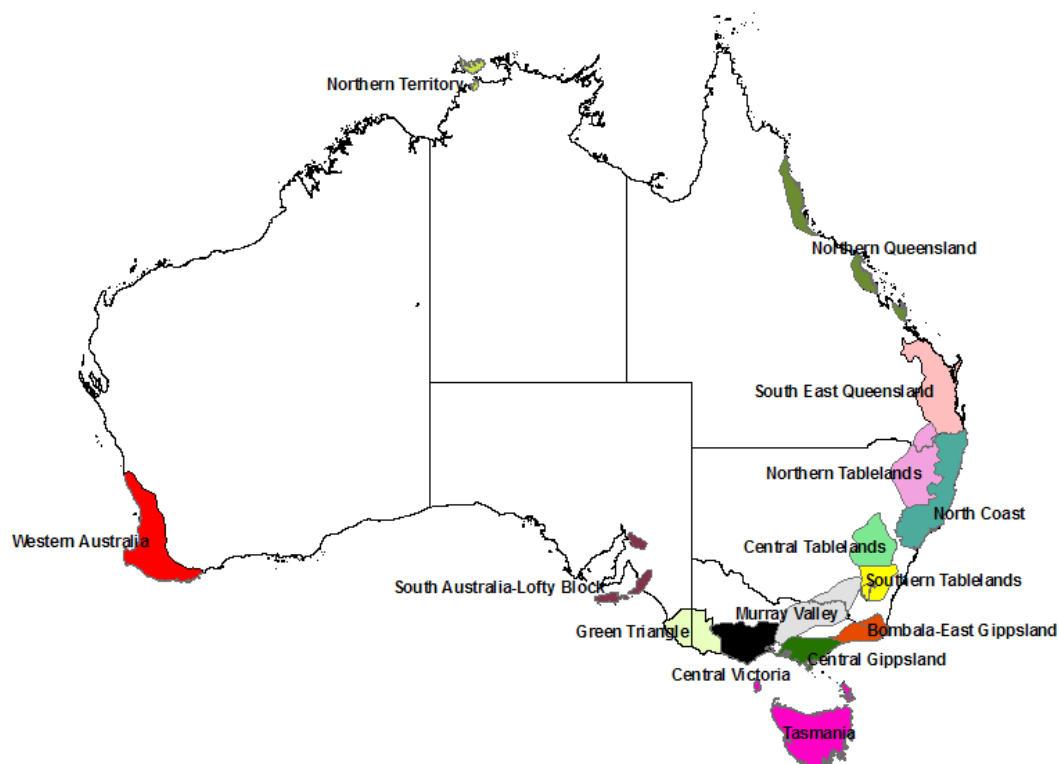 Northern Territory
Northern Queensland
South East Queensland
Northern Tablelands
North Coast
Western Australia
Central Tablelands
Southern Tablelands
South Australia-Lofty Block
Murray Valley
Green Triangle
Bombala-East Gippsland
Central Gippsland
Central Victoria
Tasmania